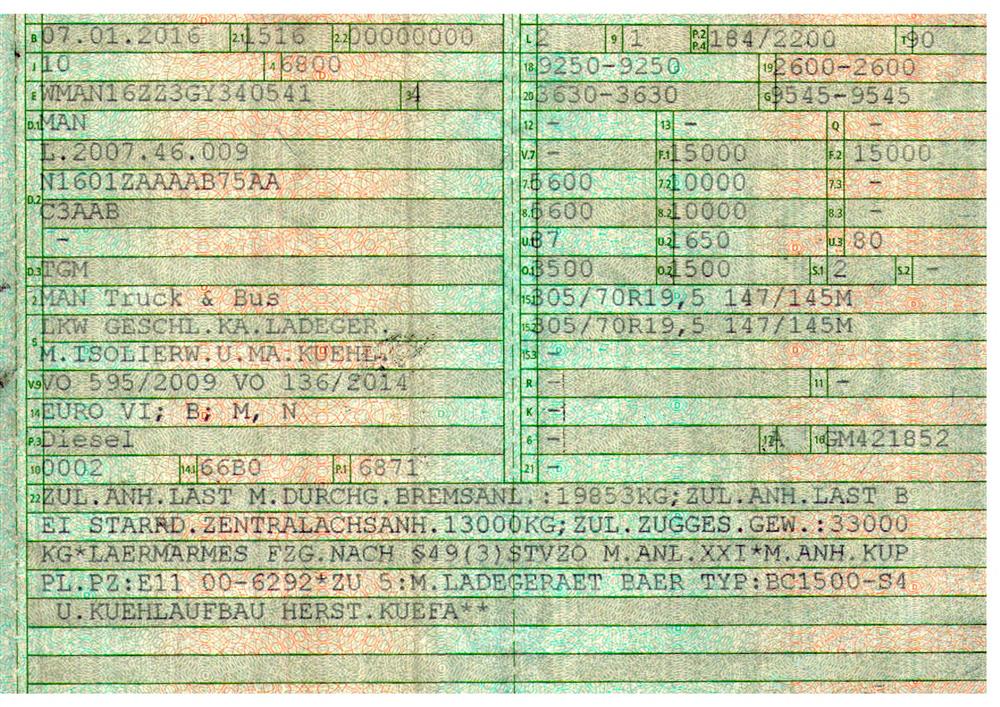 B 07.01.2016 2.1 1516 2.2 00000000
J 10 4 6800
E WMAN16ZZ3GY340541 3 4
D.1 MAN
L.2007.46.009
D.2 N1601ZAAAAB75AA
C3AAB
-
D.3 TGM
2 MAN Truck & Bus
LKW GESCHL.KA.LADEGER.
5 M.ISOLIERW.U.MA.KUEHL.
V.9 VO 595/2009 VO 136/2014
14 EURO VI; B; M, N
P.3 Diesel
10 0002 14.1 66B0 P.1 6871
L 2 9 1 P.2 P.4 184/2200 T 90
18 9250-9250 19 2600-2600
20 3630-3630 G 9545-9545
12 - 13 - Q -
V.7 - F.1 15000 F.2 15000
7.1 5600 7.2 10000 7.3 -
8.1 5600 8.2 10000 8.3 -
U.1 87 U.2 1650 U.3 80
O.1 3500 O.2 1500 S.1 2 S.2 -
15.1 305/70R19,5 147/145M
15.2 305/70R19,5 147/145M
15.3 -
R - 11 -
K -
6 - 17 A 16 GM421852
21 -
22 ZUL.ANH.LAST M.DURCHG.BREMSANL.:19853KG;ZUL.ANH.LAST B
EI STARRD.ZENTRALACHSANH.13000KG;ZUL.ZUGGES.GEW.:33000
KG*LAERMARMES FZG.NACH §49(3)STVZO M.ANL.XXI*M.ANH.KUP
PL.PZ:E11 00-6292*ZU 5:M.LADEGERAET BAER TYP:BC1500-S4
U.KUEHLAUFBAU HERST.KUEFA**